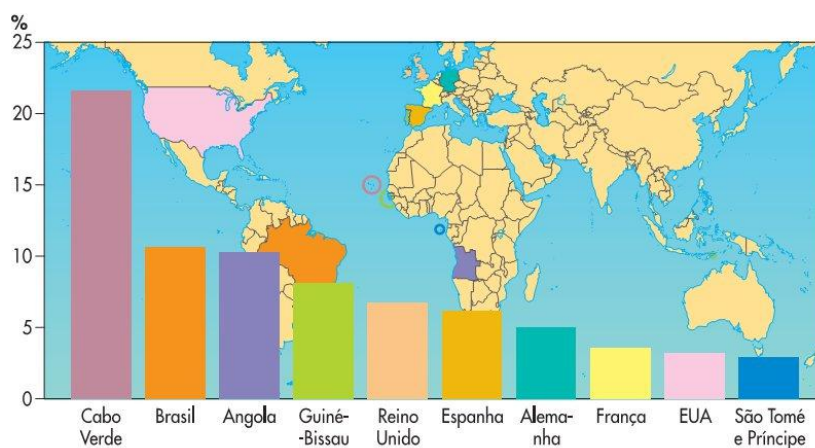 %
25
20
15
10
5
0
Cabo
Verde
Brasil
Angola
Guiné-
-Bissau
Reino
Unido
Espanha
Alema-
nha
França
EUA
São Tomé
e Príncipe